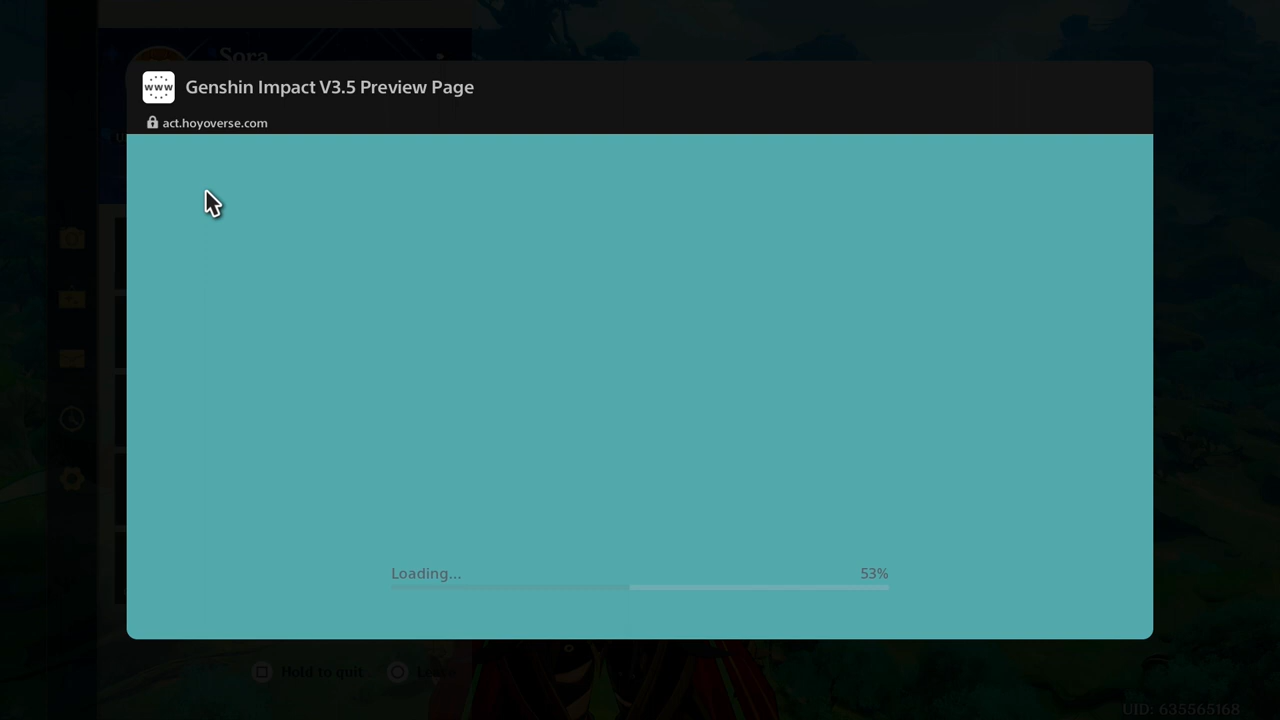 Sora
www
Genshin Impact V3.5 Preview Page
act.hoyoverse.com
Loading...
53%
Hold to quit
UID: 635565168